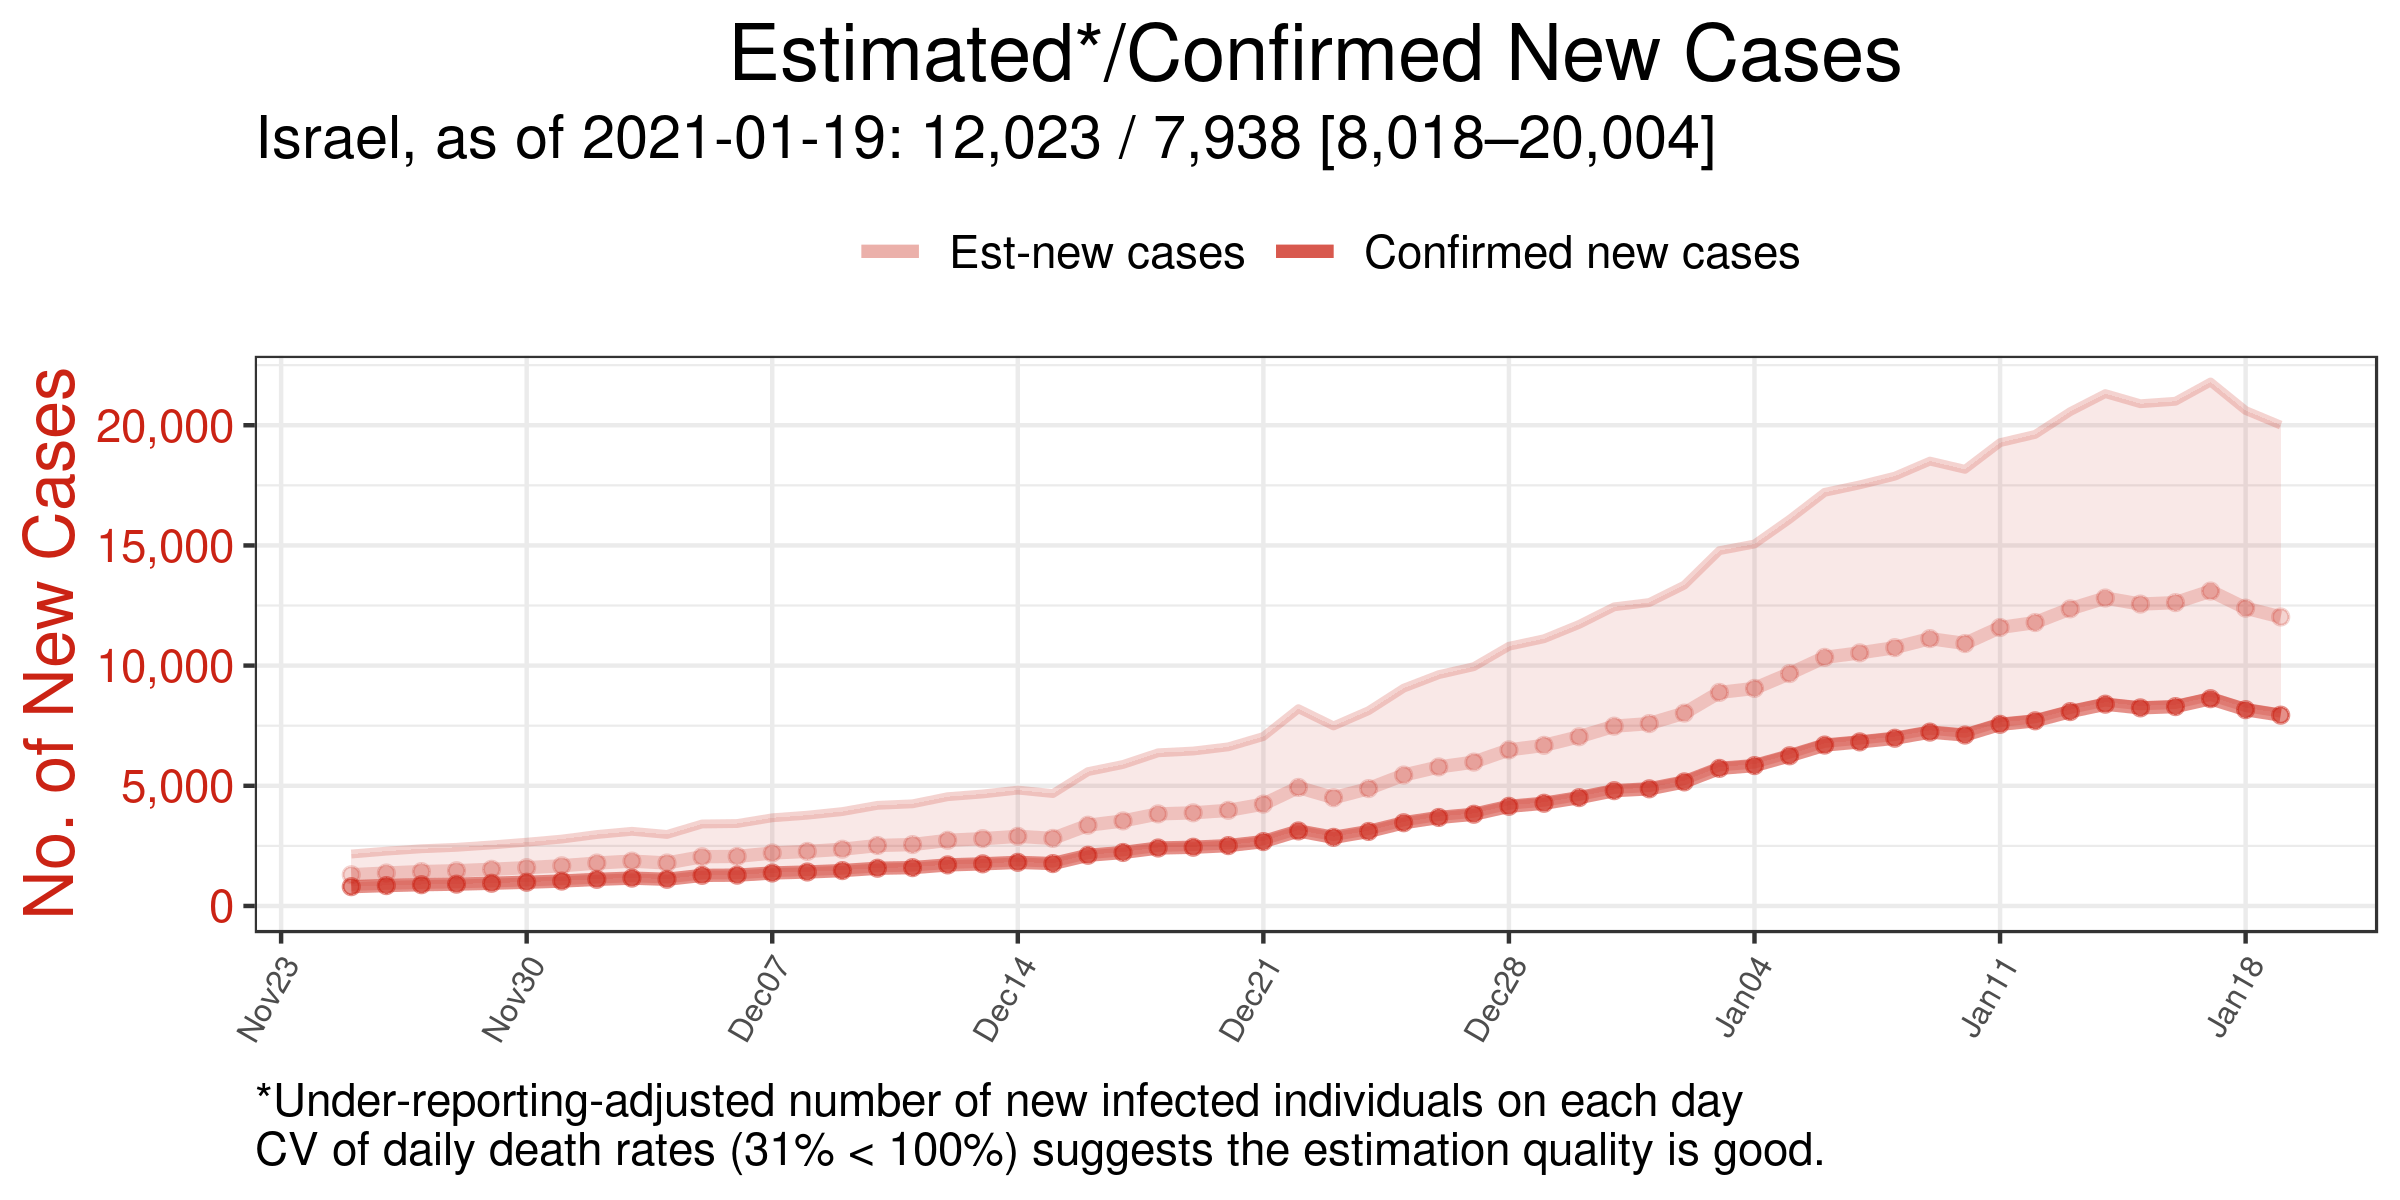 Estimated*/Confirmed New Cases
Israel, as of 2021-01-19: 12,023 / 7,938 [8,018–20,004]
Est-new cases
Confirmed new cases
No. of New Cases
20,000
15,000
10,000
5,000
0
Nov23
Nov30
Dec07
Dec14
Dec21
Dec28
Jan04
Jan11
Jan18
*Under-reporting-adjusted number of new infected individuals on each day
CV of daily death rates (31% < 100%) suggests the estimation quality is good.